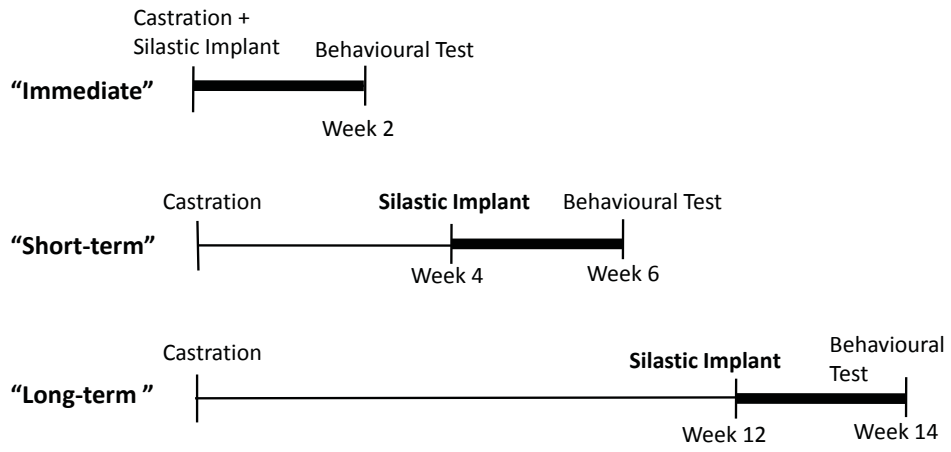 Castration +
Silastic Implant
Behavioural Test
“Immediate”
Week 2
Castration
Silastic Implant
Behavioural Test
“Short-term”
Week 4
Week 6
Castration
Silastic Implant
Behavioural
Test
“Long-term ”
Week 12
Week 14